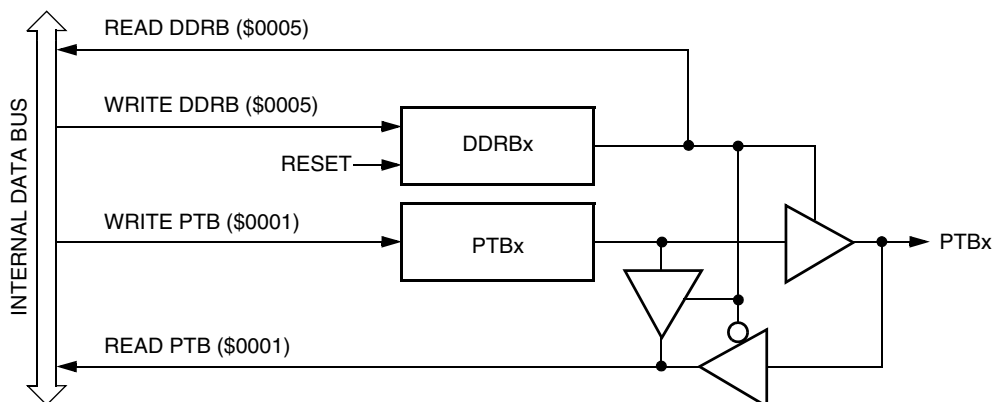 READ DDRB ($0005)
WRITE DDRB ($0005)
DDRBx
RESET
WRITE PTB ($0001)
PTBx
PTBx
READ PTB ($0001)
INTERNAL DATA BUS